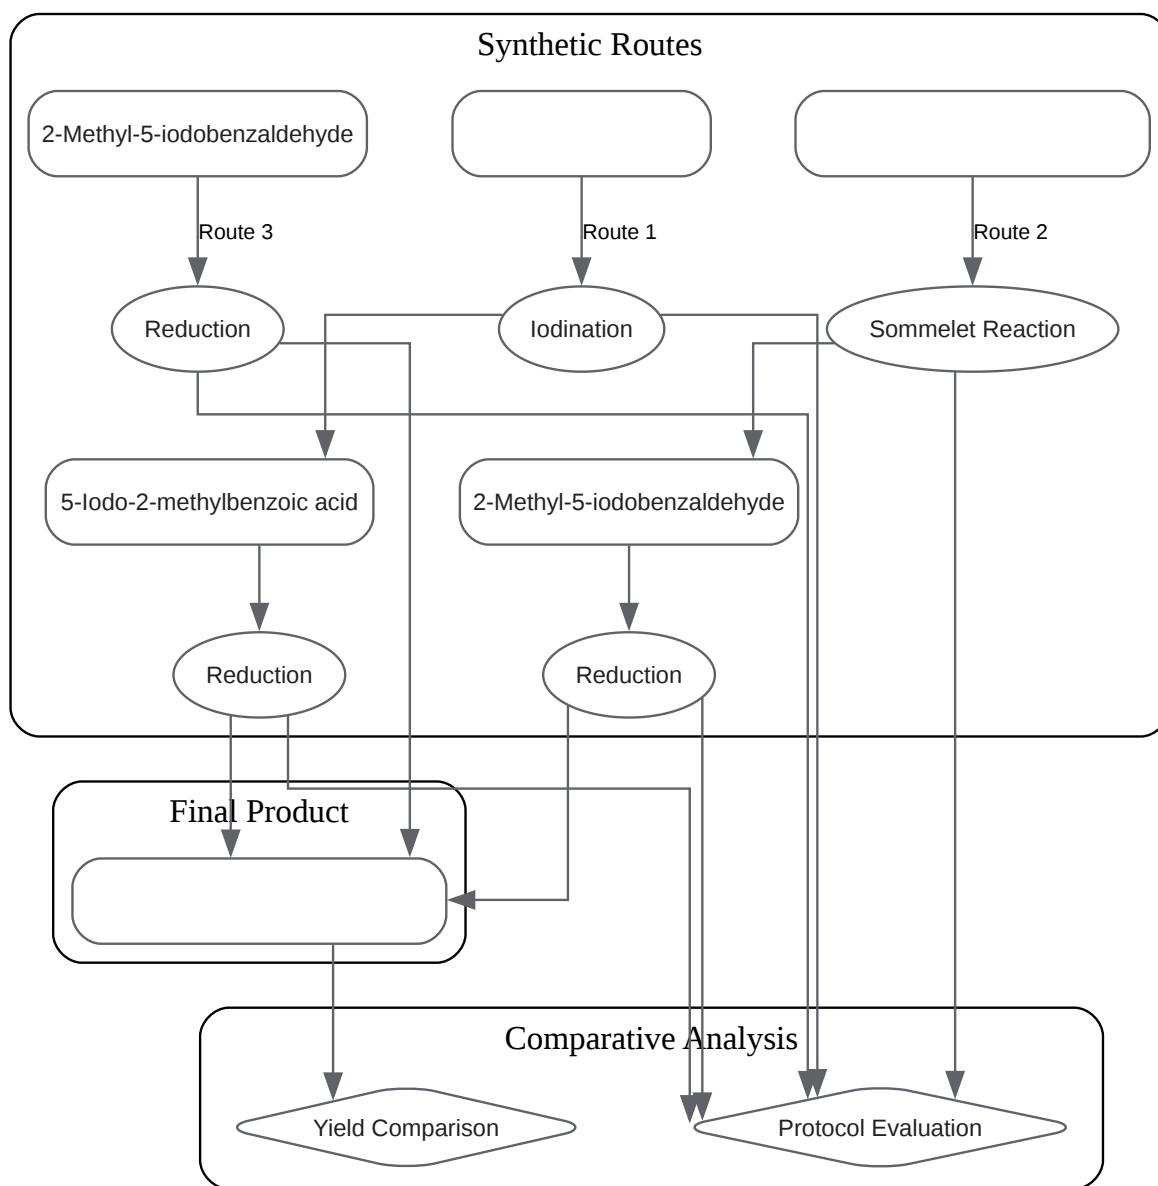 Synthetic Routes
2-Methyl-5-iodobenzaldehyde
Route 3
Route 1
Route 2
Reduction
Iodination
Sommelet Reaction
5-Iodo-2-methylbenzoic acid
2-Methyl-5-iodobenzaldehyde
Reduction
Reduction
Final Product
Comparative Analysis
Yield Comparison
Protocol Evaluation